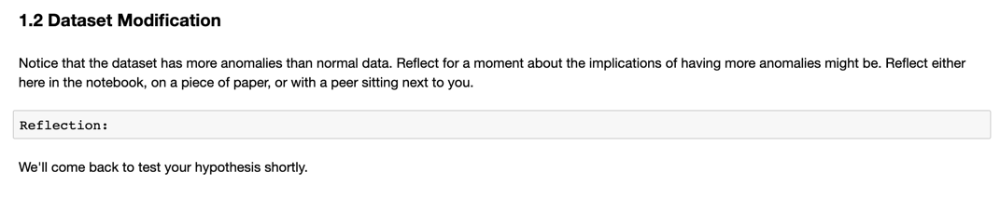 1.2 Dataset Modification
Notice that the dataset has more anomalies than normal data. Reflect for a moment about the implications of having more anomalies might be. Reflect either
here in the notebook, on a piece of paper, or with a peer sitting next to you.
Reflection:
We'll come back to test your hypothesis shortly.